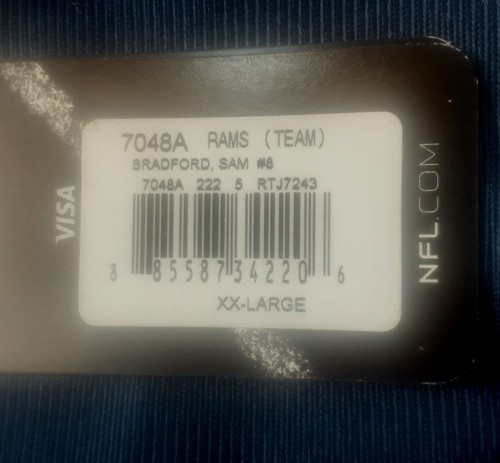 7048A RAMS (TEAM)
BRADFORD, SAM #8
7048A 222 5 RTJ7243
8 85587 34220 6
XX-LARGE
VISA
NFL.COM